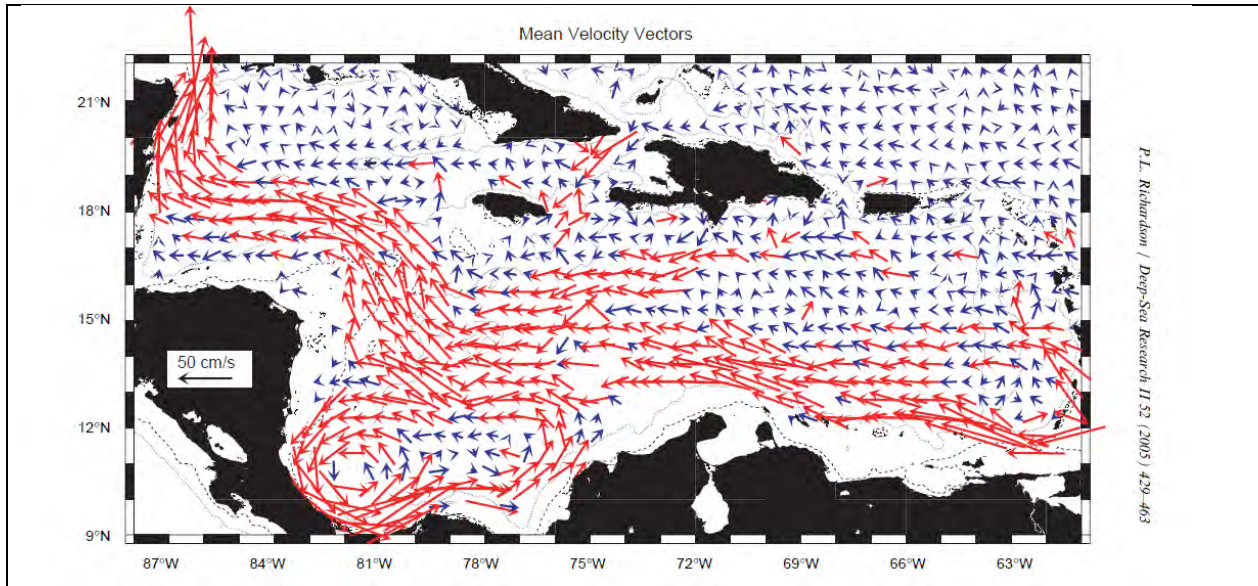 Mean Velocity Vectors
21°N
18°N
15°N
12°N
9°N
50 cm/s
87°W 84°W 81°W 78°W 75°W 72°W 69°W 66°W 63°W
P.L. Richardson / Deep-Sea Research II 52 (2005) 429–463